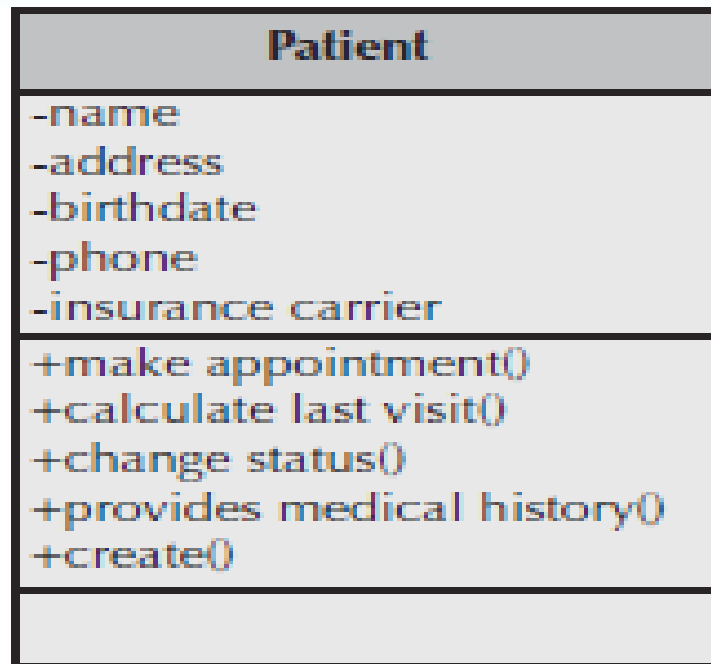 Patient
-name
-address
-birthdate
-phone
-insurance carrier
+make appointment()
+calculate last visit()
+change status()
+provides medical history()
+create()